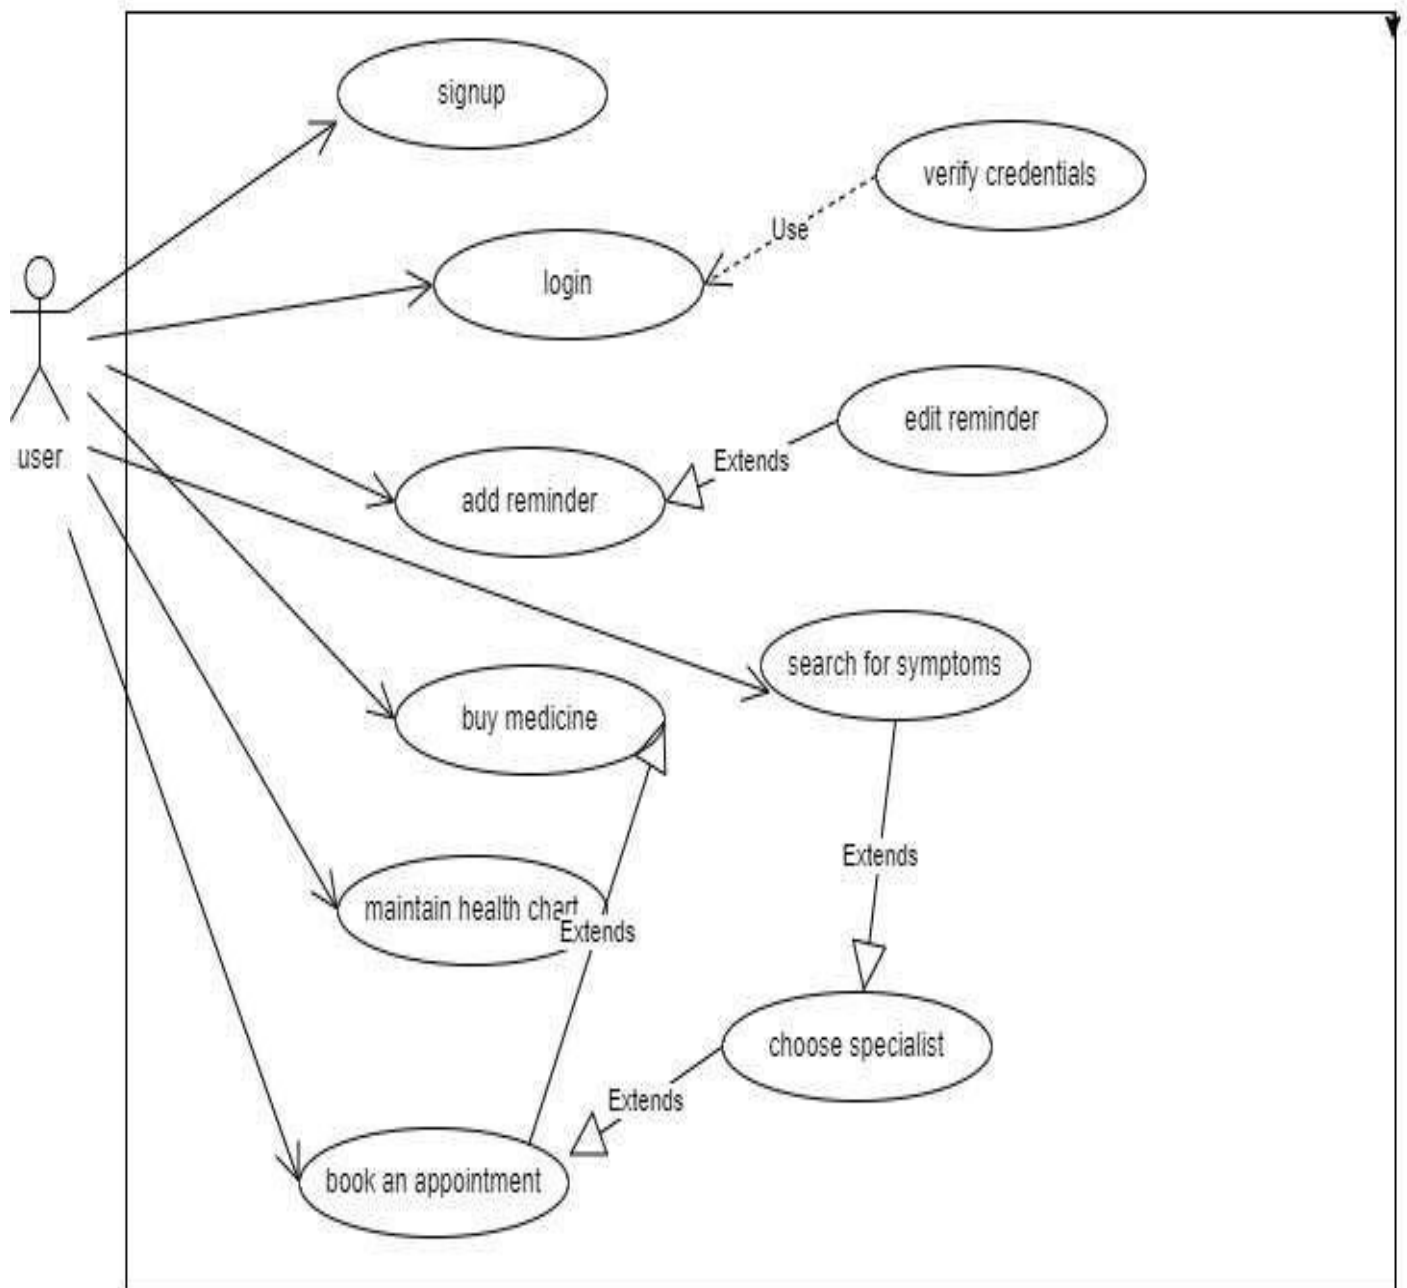 signup
verify credentials
Use
login
edit reminder
user
Extends
add reminder
search for symptoms
buy medicine
Extends
maintain health chart
Extends
choose specialist
Extends
book an appointment